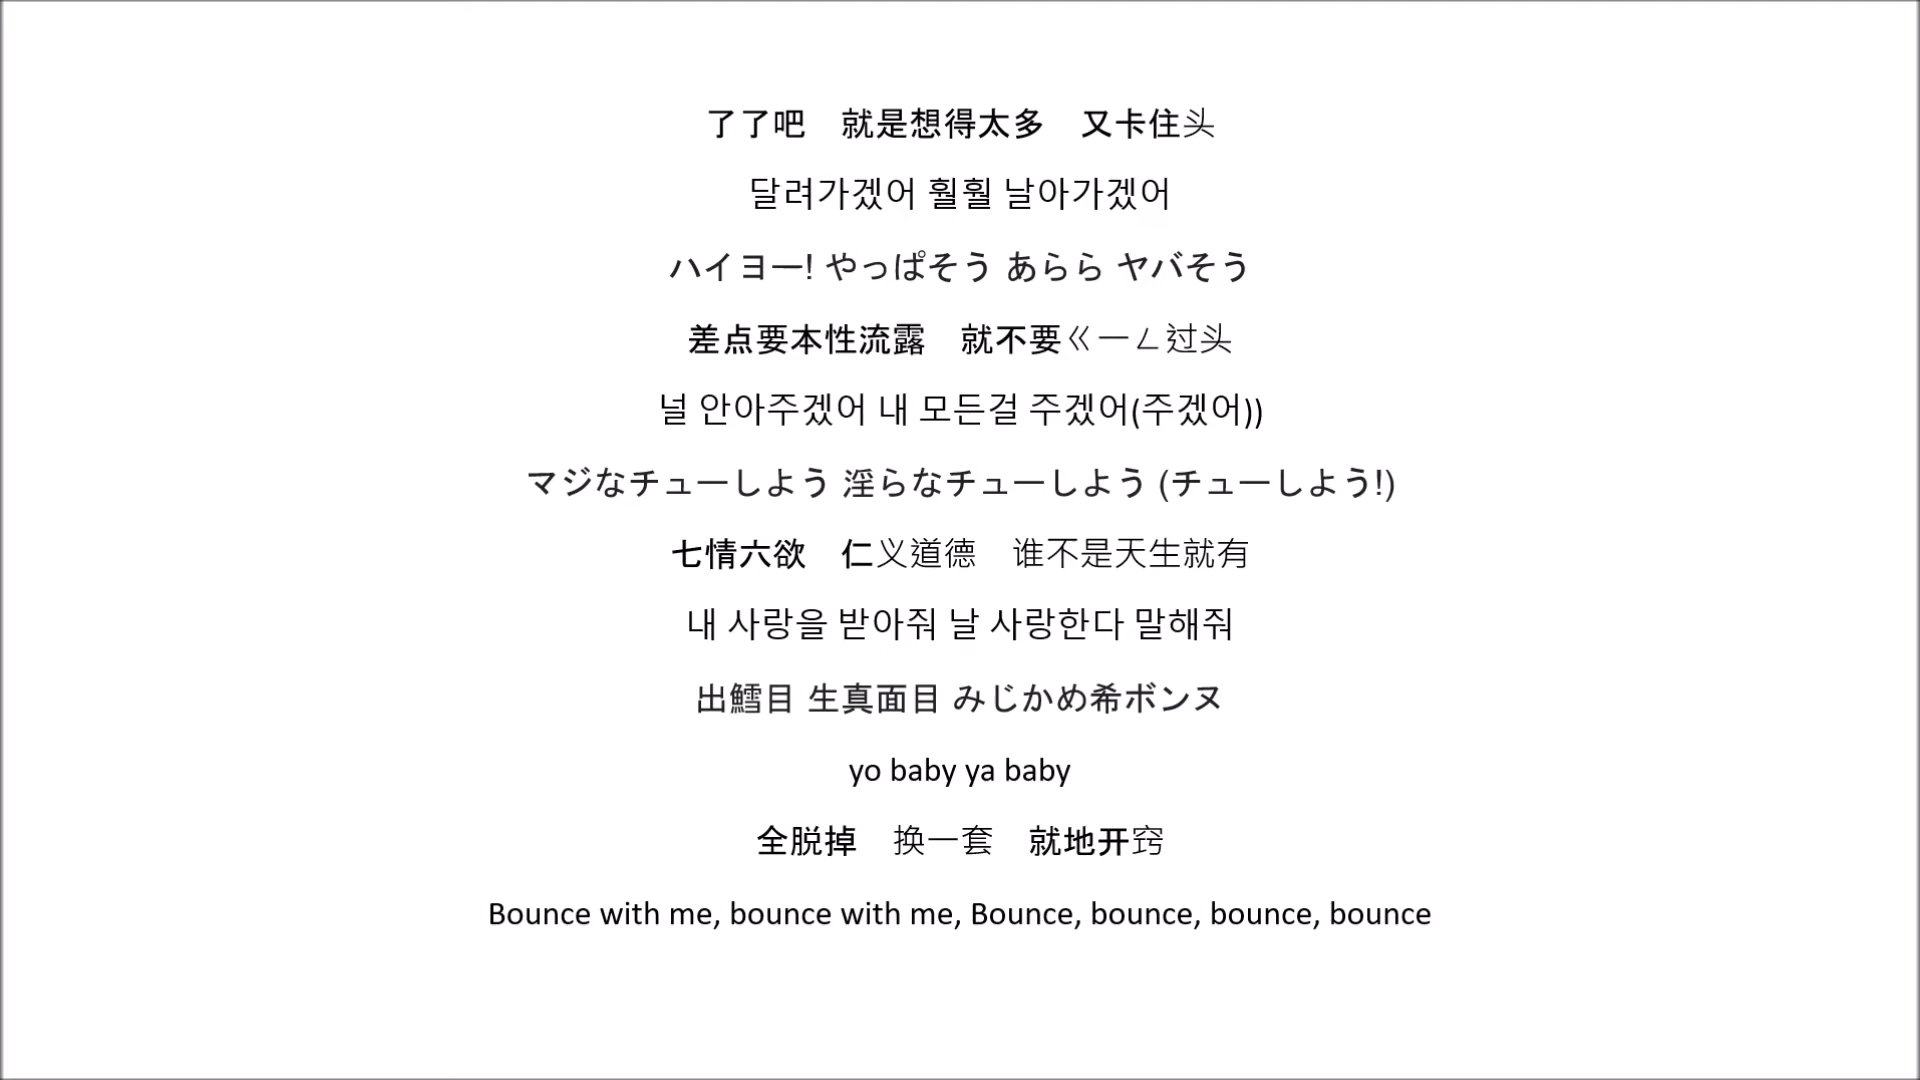 了了吧　就是想得太多　又卡住头
달려가겠어 훨훨 날아가겠어
ハイヨー! やっぱそう あらら ヤバそう
差点要本性流露　就不要ㄍㄧㄥ过头
널 안아주겠어 내 모든걸 주겠어(주겠어))
マジなチューしよう 淫らなチューしよう (チューしよう!)
七情六欲　仁义道德　谁不是天生就有
내 사랑을 받아줘 날 사랑한다 말해줘
出鱈目 生真面目 みじかめ希ボンヌ
yo baby ya baby
全脱掉　换一套　就地开窍
Bounce with me, bounce with me, Bounce, bounce, bounce, bounce